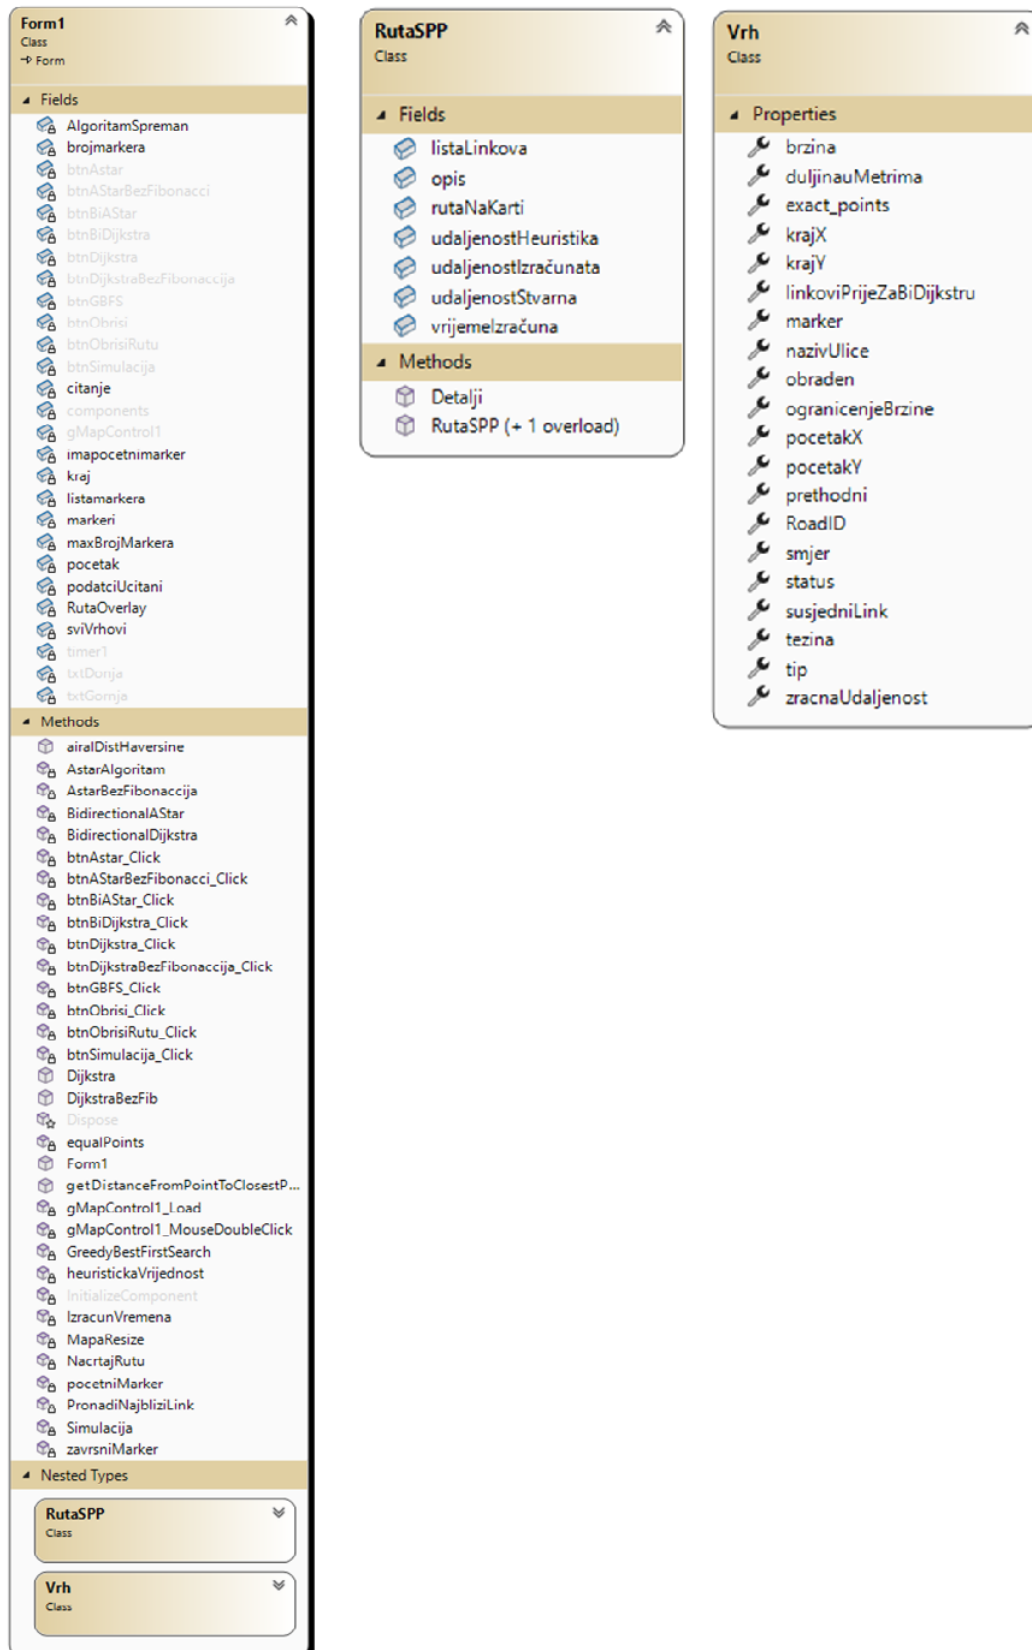 Form1
Class
→ Form
Fields
AlgoritamSpreman
brojmarkera
btnAstar
btnAStarBezFibonacci
btnBiAStar
btnBiDijkstra
btnDijkstra
btnDijkstraBezFibonaccija
btnGBFS
btnObrisi
btnObrisiRutu
btnSimulacija
citanje
components
gMapControl1
imapocetnimarker
kraj
listamarkera
markeri
maxBrojMarkera
pocetak
podatciUcitani
RutaOverlay
sviVrhovi
timer1
txtDonja
txtGornja
Methods
airalDistHaversine
AstarAlgoritam
AstarBezFibonaccija
BidirectionalAStar
BidirectionalDijkstra
btnAstar_Click
btnAStarBezFibonacci_Click
btnBiAStar_Click
btnBiDijkstra_Click
btnDijkstra_Click
btnDijkstraBezFibonaccija_Click
btnGBFS_Click
btnObrisi_Click
btnObrisiRutu_Click
btnSimulacija_Click
Dijkstra
DijkstraBezFib
Dispose
equalPoints
Form1
getDistanceFromPointToClosestP...
gMapControl1_Load
gMapControl1_MouseDoubleClick
GreedyBestFirstSearch
heuristickaVrijednost
InitializeComponent
IzracunVremena
MapaResize
NacrtajRutu
pocetniMarker
PronadiNajbliziLink
Simulacija
zavrsniMarker
Nested Types
RutaSPP
Class
Vrh
Class
RutaSPP
Class
Fields
listaLinkova
opis
rutaNaKarti
udaljenostHeuristika
udaljenostIzračunata
udaljenostStvarna
vrijemeIzračuna
Methods
Detalji
RutaSPP (+ 1 overload)
Vrh
Class
Properties
brzina
duljinauMetrima
exact_points
krajX
krajY
linkoviPrijeZaBiDijkstru
marker
nazivUlice
obraden
ogranicenjeBrzine
pocetakX
pocetakY
prethodni
RoadID
smjer
status
susjedniLink
tezina
tip
zracnaUdaljenost